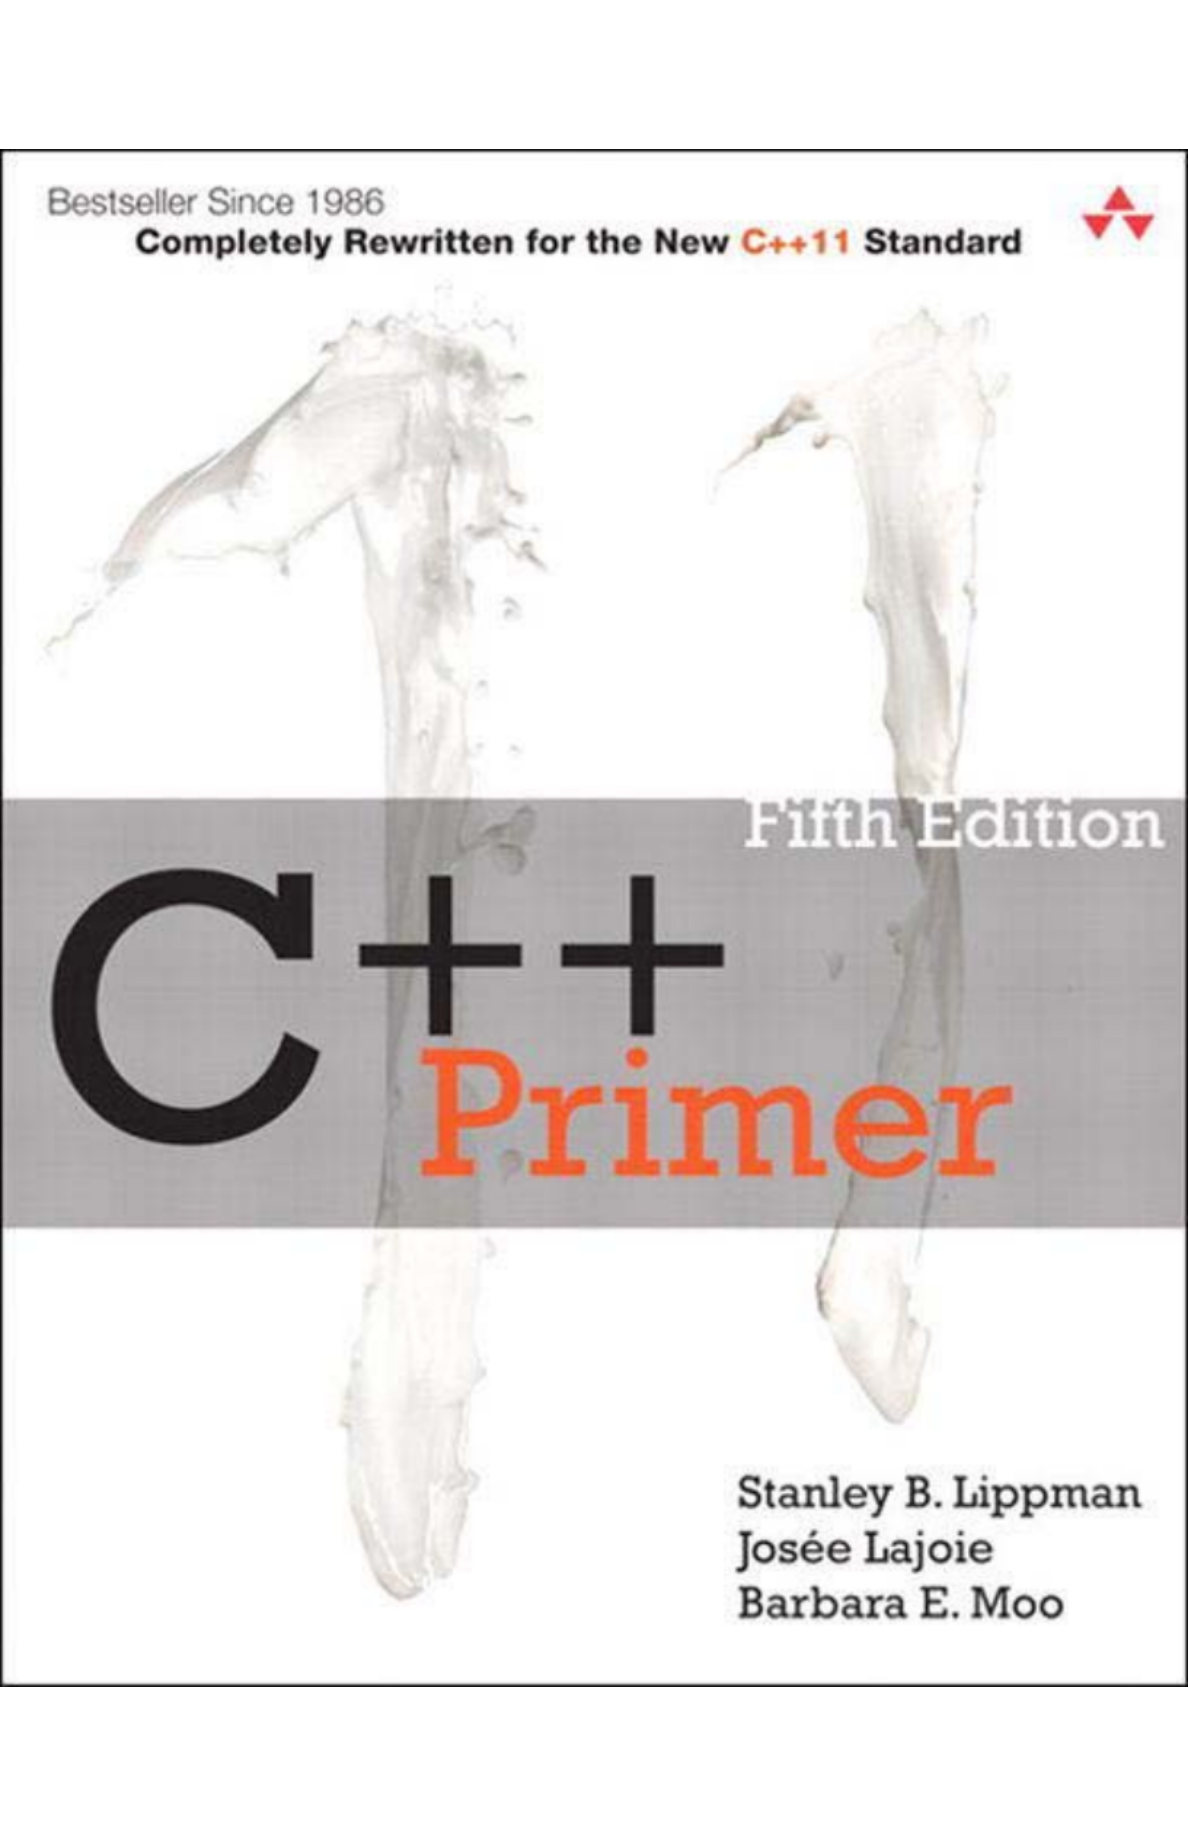 Bestseller Since 1986
Completely Rewritten for the New C++11 Standard
Fifth Edition
C++
Primer
Stanley B. Lippman
Josée Lajoie
Barbara E. Moo